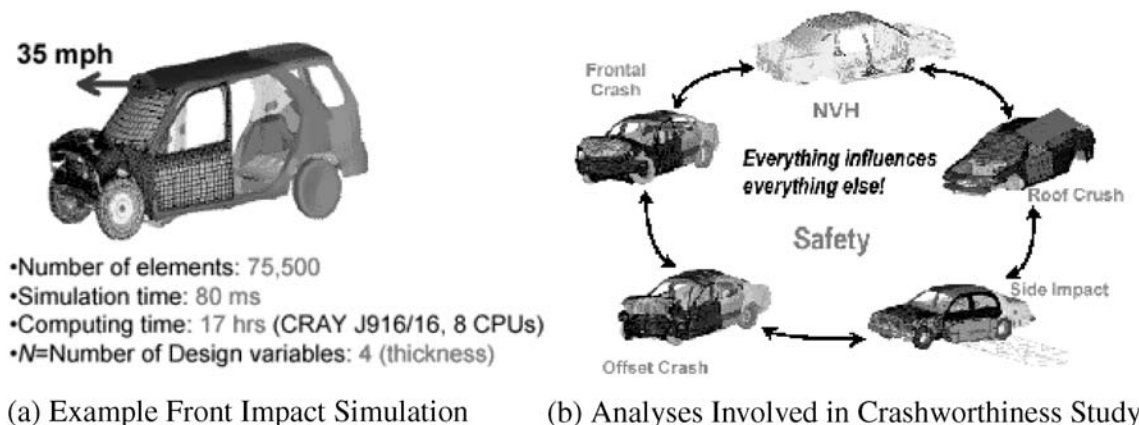 35 mph
•Number of elements: 75,500
•Simulation time: 80 ms
•Computing time: 17 hrs (CRAY J916/16, 8 CPUs)
•N=Number of Design variables: 4 (thickness)
(a) Example Front Impact Simulation
Frontal
Crash
NVH
Everything influences
everything else!
Roof Crush
Safety
Side Impact
Offset Crash
(b) Analyses Involved in Crashworthiness Study